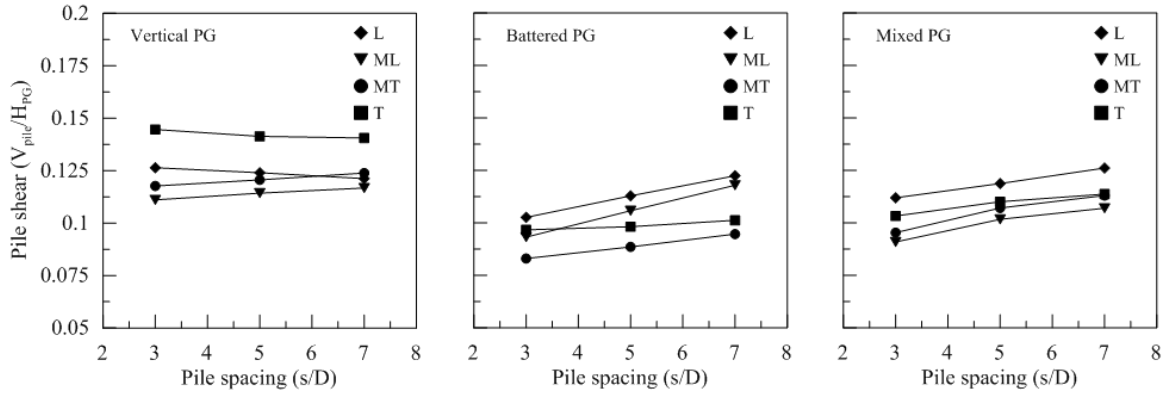 0.2
0.175
0.15
0.125
0.1
0.075
0.05
Pile shear (V_pile/H_PG)
Vertical PG
L
ML
MT
T
2 3 4 5 6 7 8
Pile spacing (s/D)
Battered PG
L
ML
MT
T
2 3 4 5 6 7 8
Pile spacing (s/D)
Mixed PG
L
ML
MT
T
2 3 4 5 6 7 8
Pile spacing (s/D)